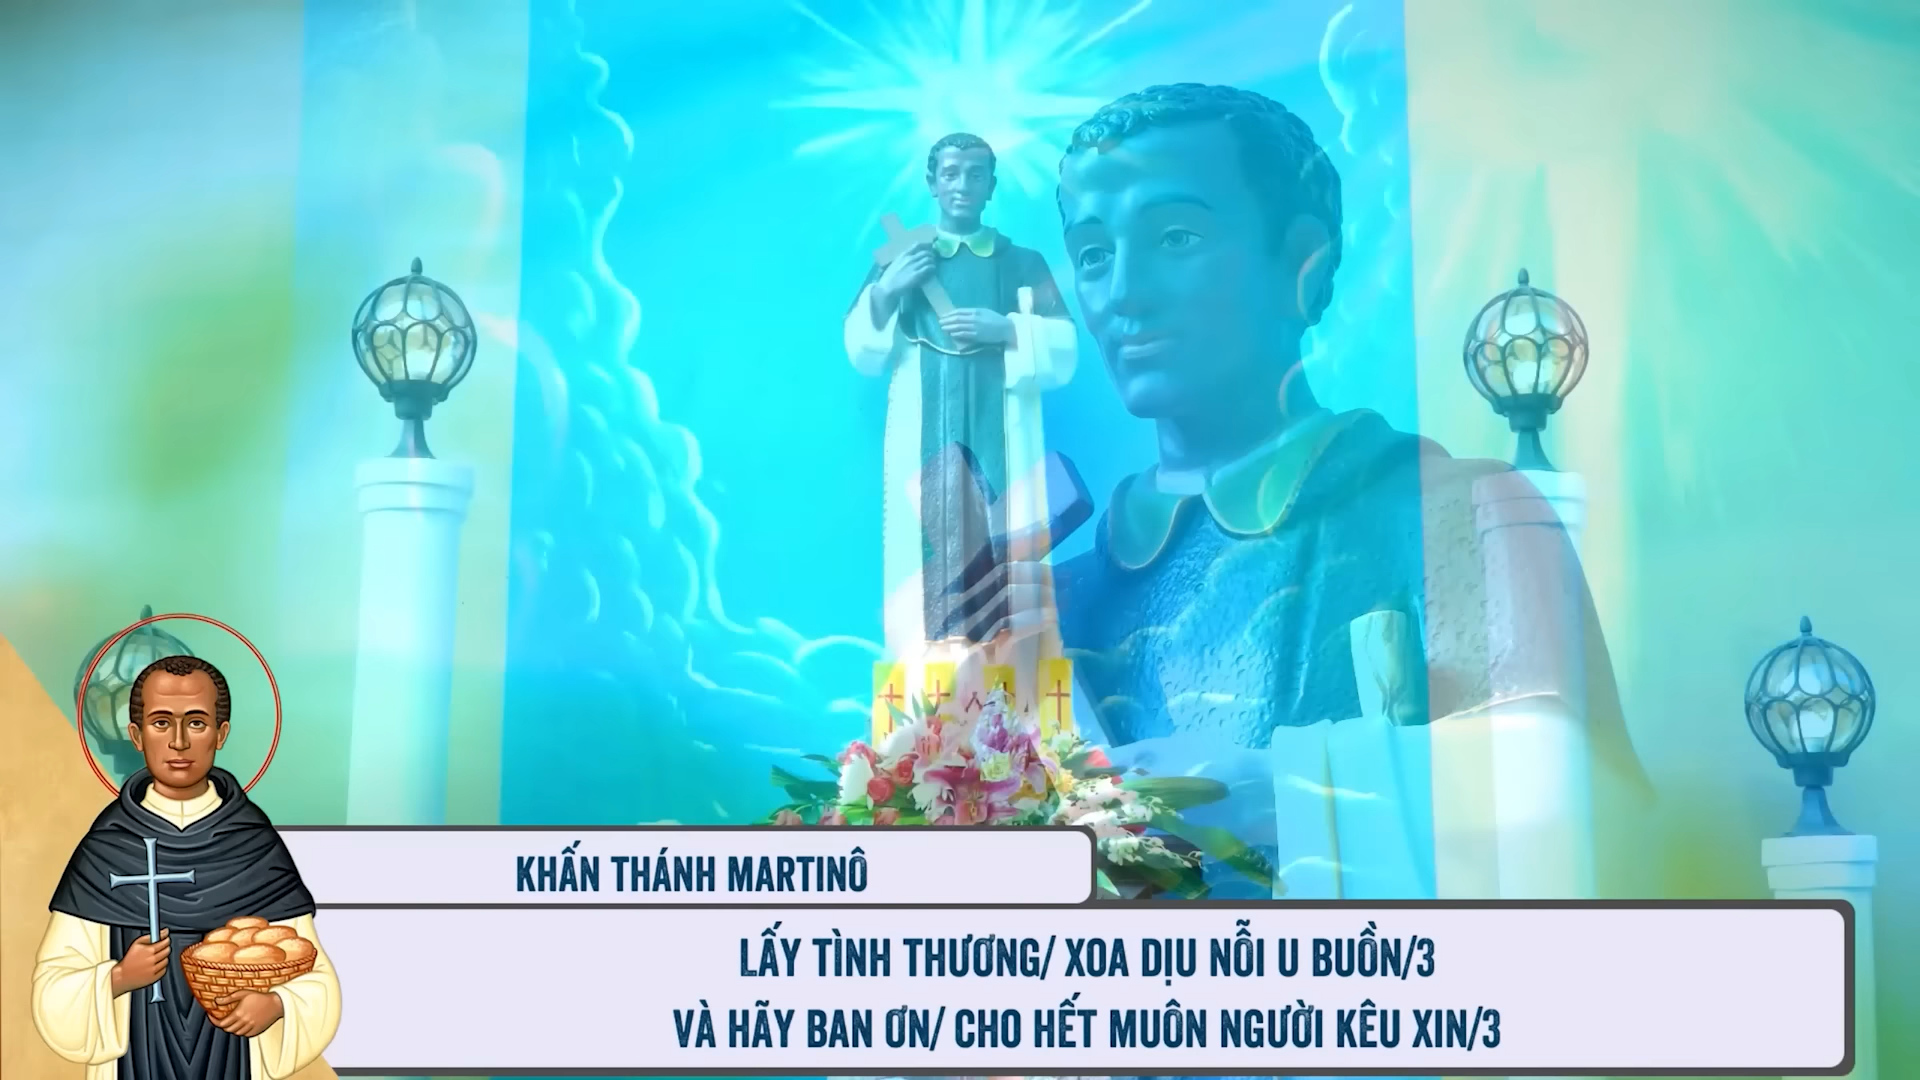 KHẤN THÁNH MARTINÔ
LẤY TÌNH THƯƠNG/ XOA DỊU NỖI U BUỒN/3
VÀ HÃY BAN ƠN/ CHO HẾT MUÔN NGƯỜI KÊU XIN/3